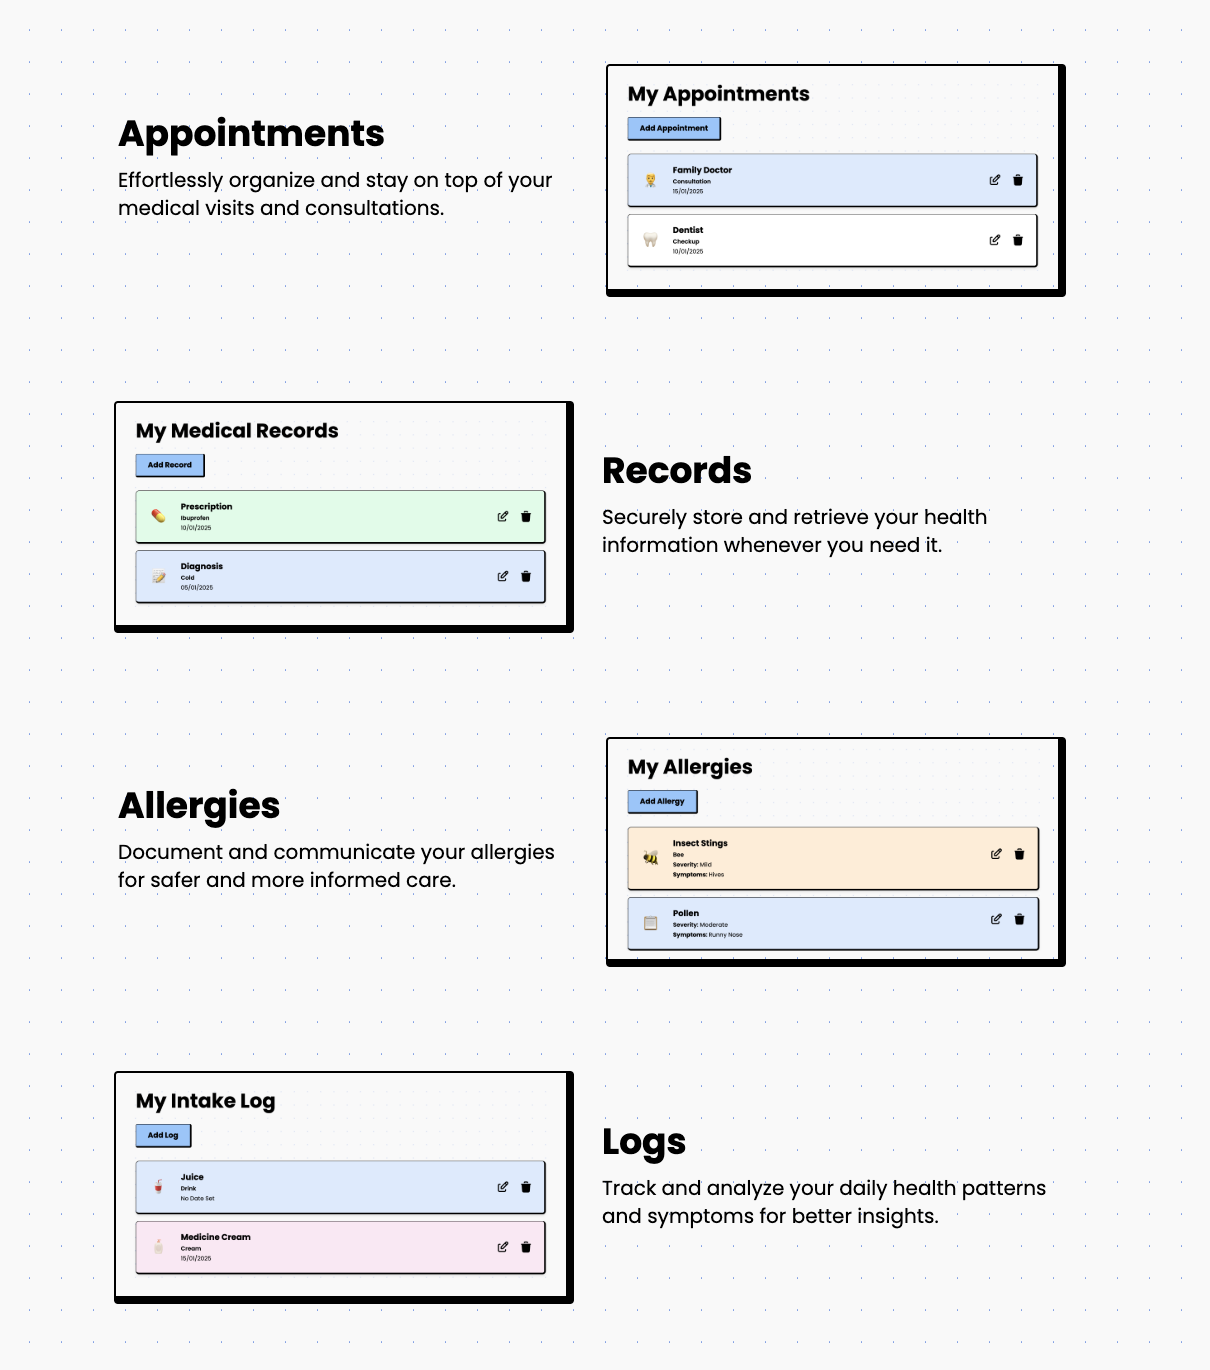 Appointments
Effortlessly organize and stay on top of your
medical visits and consultations.
My Appointments
Add Appointment
Family Doctor
Consultation
15/01/2025
Dentist
Checkup
10/01/2025
My Medical Records
Add Record
Prescription
Ibuprofen
10/01/2025
Diagnosis
Cold
05/01/2025
Records
Securely store and retrieve your health
information whenever you need it.
Allergies
Document and communicate your allergies
for safer and more informed care.
My Allergies
Add Allergy
Insect Stings
Bee
Severity: Mild
Symptoms: Hives
Pollen
Severity: Moderate
Symptoms: Runny Nose
My Intake Log
Add Log
Juice
Drink
No Date Set
Medicine Cream
Cream
15/01/2025
Logs
Track and analyze your daily health patterns
and symptoms for better insights.